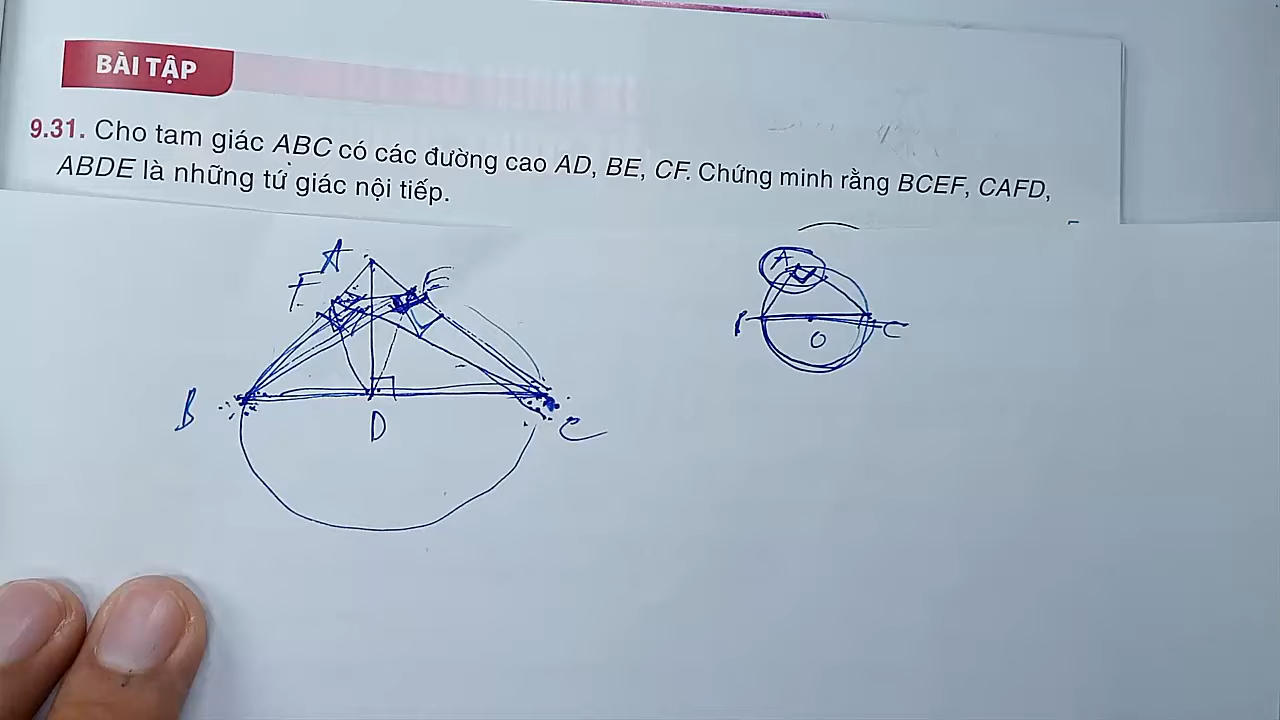 BÀI TẬP
9.31. Cho tam giác ABC có các đường cao AD, BE, CF. Chứng minh rằng BCEF, CAFD,
ABDE là những tứ giác nội tiếp.
A
E
F
B
D
C
A
O
C